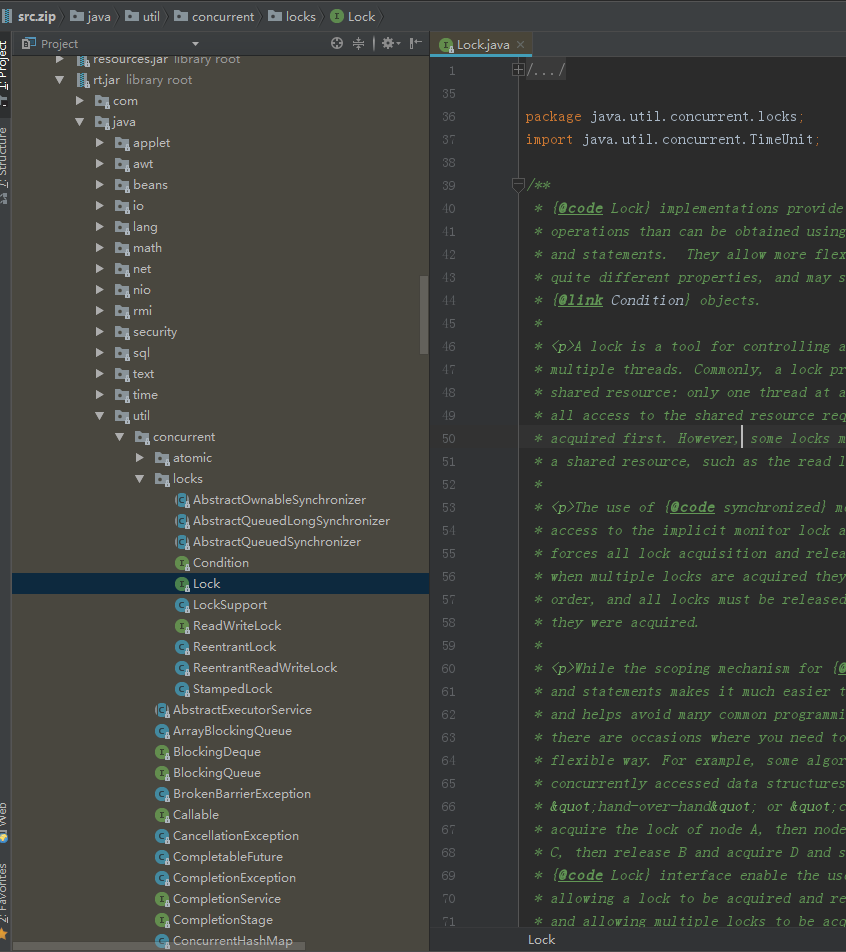 src.zip java util concurrent locks Lock
Project
Lock.java
1: Project
7: Structure
Web
2: Favorites
resources.jar library root
rt.jar library root
com
java
applet
awt
beans
io
lang
math
net
nio
rmi
security
sql
text
time
util
concurrent
atomic
locks
AbstractOwnableSynchronizer
AbstractQueuedLongSynchronizer
AbstractQueuedSynchronizer
Condition
Lock
LockSupport
ReadWriteLock
ReentrantLock
ReentrantReadWriteLock
StampedLock
AbstractExecutorService
ArrayBlockingQueue
BlockingDeque
BlockingQueue
BrokenBarrierException
Callable
CancellationException
CompletableFuture
CompletionException
CompletionService
CompletionStage
ConcurrentHashMap
1 /.../
35
36 package java.util.concurrent.locks;
37 import java.util.concurrent.TimeUnit;
38
39 /**
40 * {@code Lock} implementations provide
41 * operations than can be obtained using
42 * and statements.  They allow more flex
43 * quite different properties, and may s
44 * {@link Condition} objects.
45 *
46 * <p>A lock is a tool for controlling a
47 * multiple threads. Commonly, a lock pr
48 * shared resource: only one thread at a
49 * all access to the shared resource req
50 * acquired first. However, some locks m
51 * a shared resource, such as the read l
52 *
53 * <p>The use of {@code synchronized} me
54 * access to the implicit monitor lock a
55 * forces all lock acquisition and relea
56 * when multiple locks are acquired they
57 * order, and all locks must be released
58 * they were acquired.
59 *
60 * <p>While the scoping mechanism for {@
61 * and statements makes it much easier t
62 * and helps avoid many common programmi
63 * there are occasions where you need to
64 * flexible way. For example, some algor
65 * concurrently accessed data structures
66 * &quot;hand-over-hand&quot; or &quot;c
67 * acquire the lock of node A, then node
68 * C, then release B and acquire D and s
69 * {@code Lock} interface enable the use
70 * allowing a lock to be acquired and re
71 * and allowing multiple locks to be acq
Lock